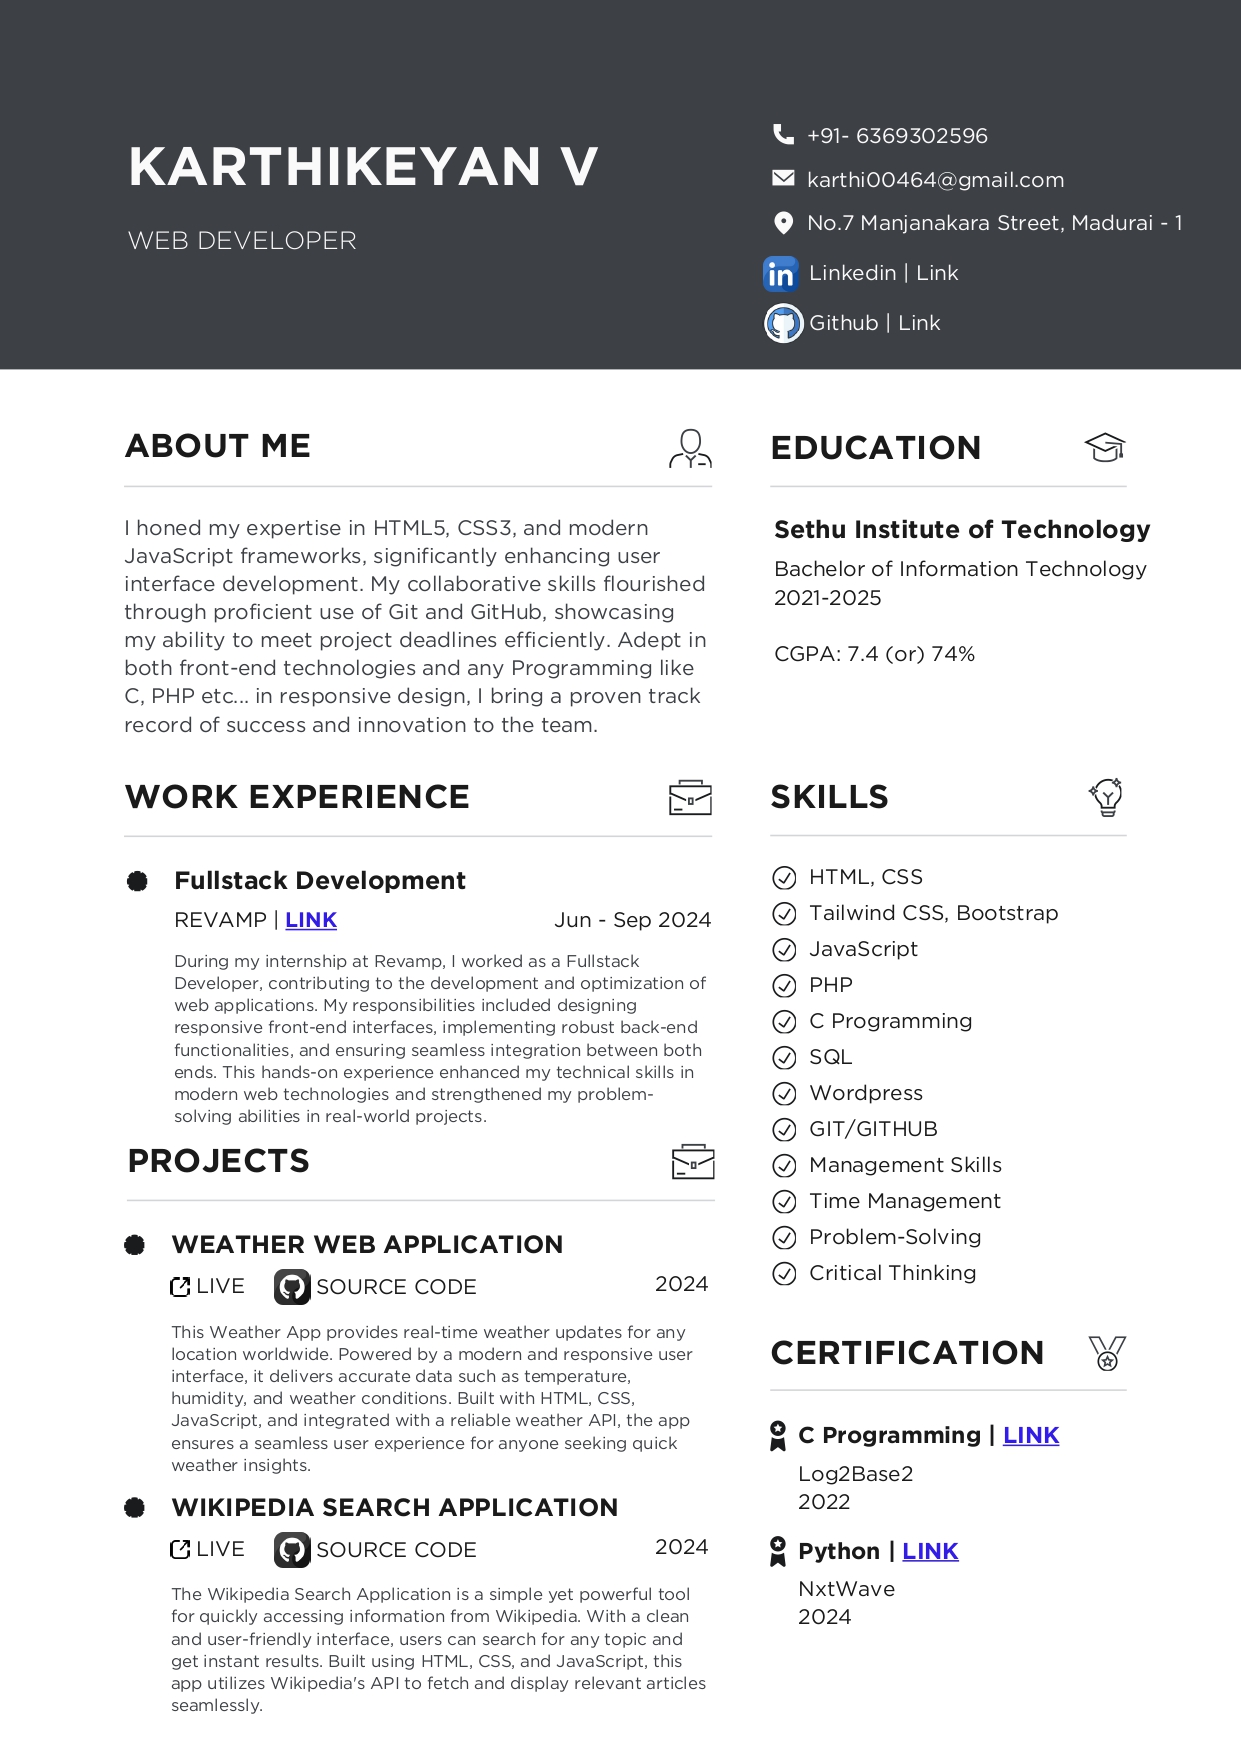 KARTHIKEYAN V
WEB DEVELOPER
+91- 6369302596
karthi00464@gmail.com
No.7 Manjanakara Street, Madurai - 1
in
Linkedin | Link
Github | Link
ABOUT ME
I honed my expertise in HTML5, CSS3, and modern
JavaScript frameworks, significantly enhancing user
interface development. My collaborative skills flourished
through proficient use of Git and GitHub, showcasing
my ability to meet project deadlines efficiently. Adept in
both front-end technologies and any Programming like
C, PHP etc... in responsive design, I bring a proven track
record of success and innovation to the team.
WORK EXPERIENCE
Fullstack Development
REVAMP | LINK
Jun - Sep 2024
During my internship at Revamp, I worked as a Fullstack
Developer, contributing to the development and optimization of
web applications. My responsibilities included designing
responsive front-end interfaces, implementing robust back-end
functionalities, and ensuring seamless integration between both
ends. This hands-on experience enhanced my technical skills in
modern web technologies and strengthened my problem-
solving abilities in real-world projects.
PROJECTS
WEATHER WEB APPLICATION
LIVE
SOURCE CODE
2024
This Weather App provides real-time weather updates for any
location worldwide. Powered by a modern and responsive user
interface, it delivers accurate data such as temperature,
humidity, and weather conditions. Built with HTML, CSS,
JavaScript, and integrated with a reliable weather API, the app
ensures a seamless user experience for anyone seeking quick
weather insights.
WIKIPEDIA SEARCH APPLICATION
LIVE
SOURCE CODE
2024
The Wikipedia Search Application is a simple yet powerful tool
for quickly accessing information from Wikipedia. With a clean
and user-friendly interface, users can search for any topic and
get instant results. Built using HTML, CSS, and JavaScript, this
app utilizes Wikipedia's API to fetch and display relevant articles
seamlessly.
EDUCATION
Sethu Institute of Technology
Bachelor of Information Technology
2021-2025
CGPA: 7.4 (or) 74%
SKILLS
HTML, CSS
Tailwind CSS, Bootstrap
JavaScript
PHP
C Programming
SQL
Wordpress
GIT/GITHUB
Management Skills
Time Management
Problem-Solving
Critical Thinking
CERTIFICATION
C Programming | LINK
Log2Base2
2022
Python | LINK
NxtWave
2024